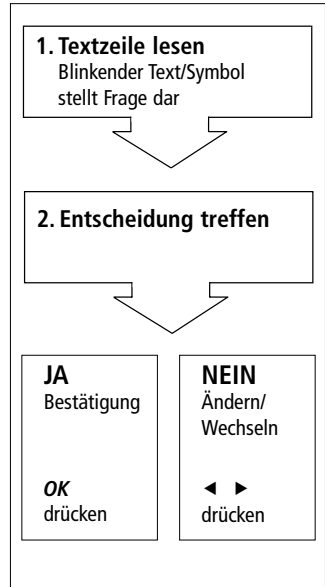 1. Textzeile lesen
Blinkender Text/Symbol
stellt Frage dar
2. Entscheidung treffen
JA
Bestätigung
OK
drücken
NEIN
Ändern/
Wechseln
◄ ►
drücken